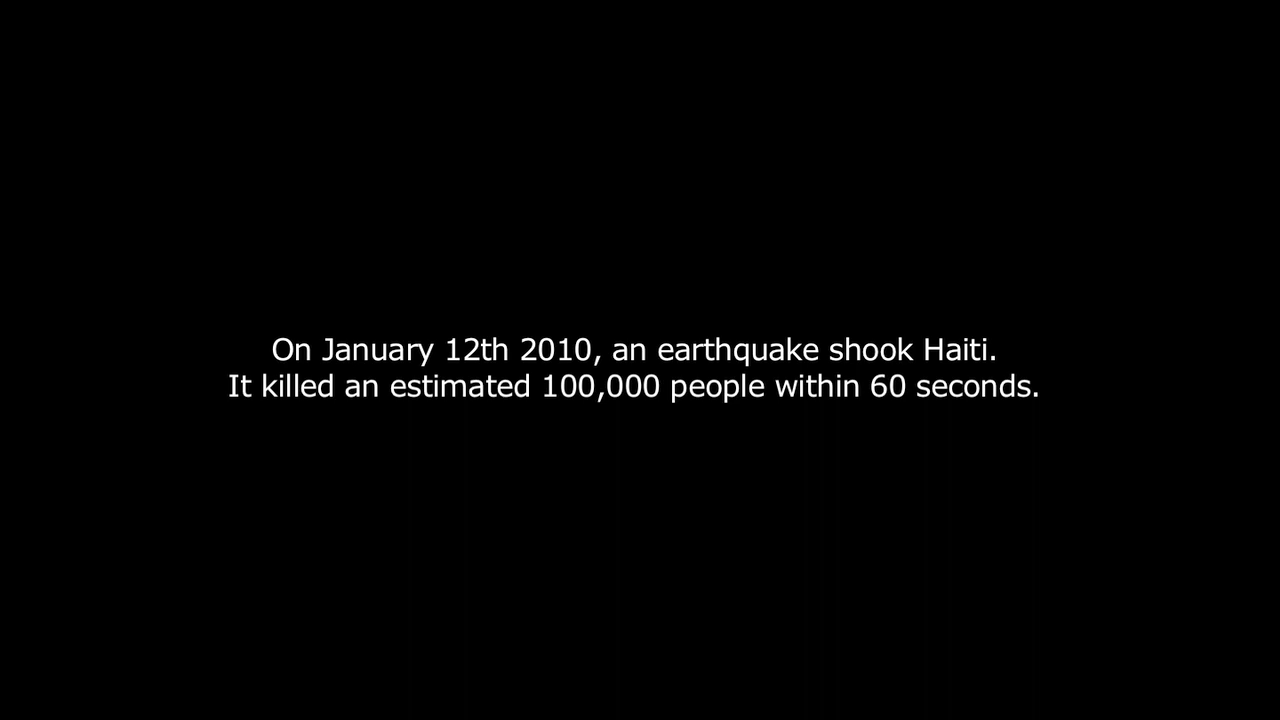 On January 12th 2010, an earthquake shook Haiti.
It killed an estimated 100,000 people within 60 seconds.